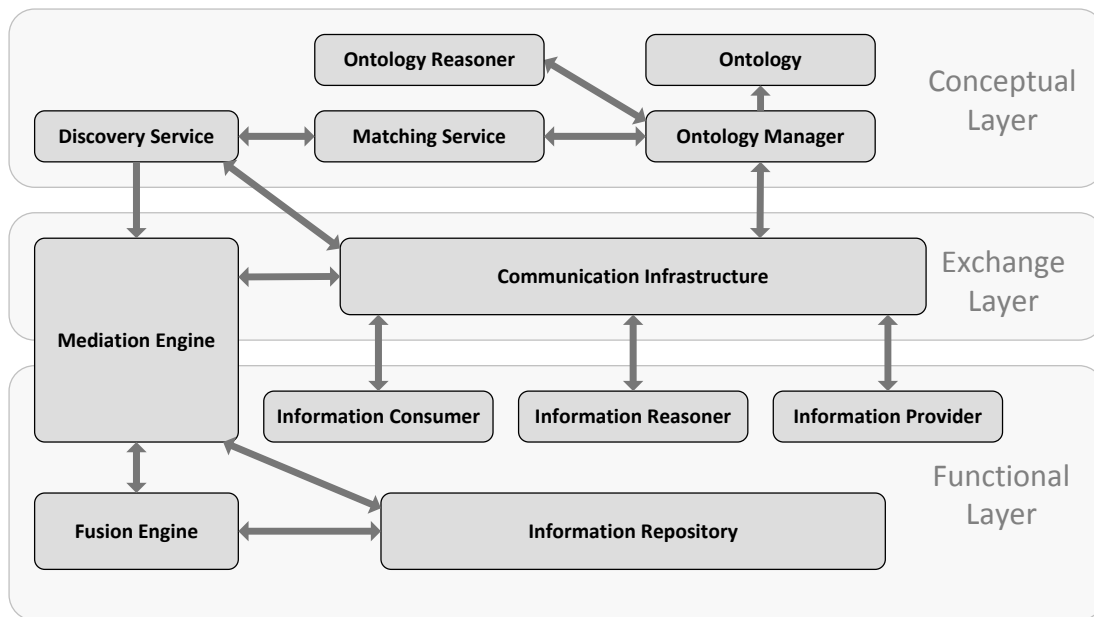 Ontology Reasoner
Ontology
Conceptual
Layer
Discovery Service
Matching Service
Ontology Manager
Communication Infrastructure
Exchange
Layer
Mediation Engine
Information Consumer
Information Reasoner
Information Provider
Functional
Layer
Fusion Engine
Information Repository